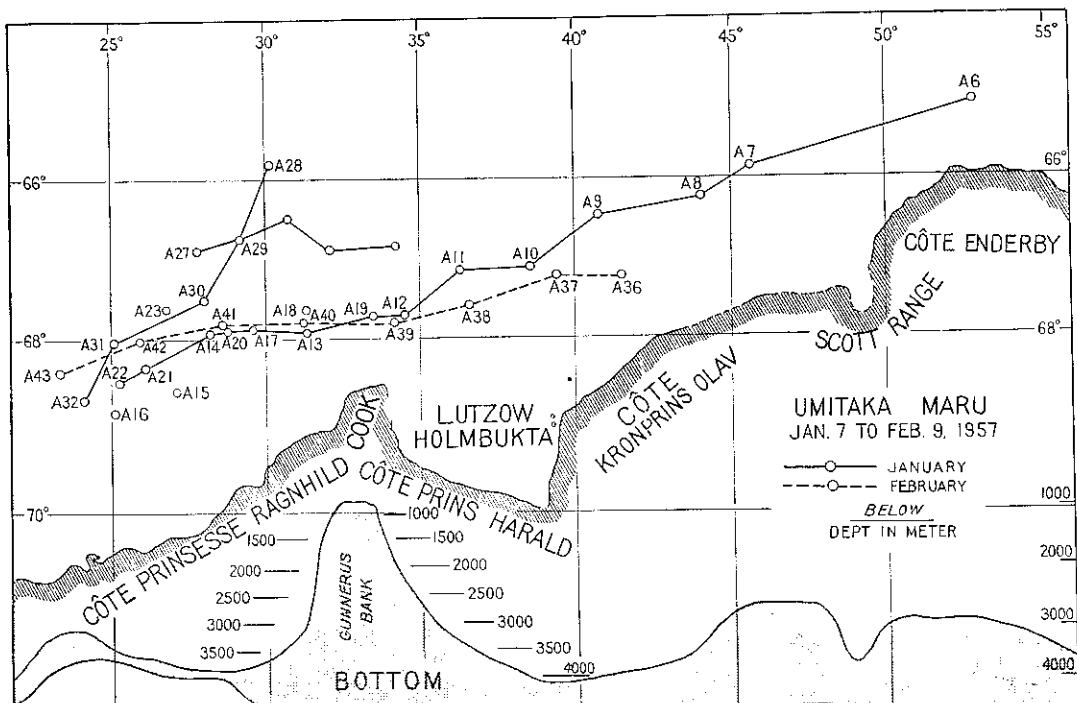 25° 30° 35° 40° 45° 50° 55°
A6
A7
A28
66° 66°
A8
A9
A27 A29
CÔTE ENDERBY
A11 A10
A30
A37 A36
A23 A41 A18 A40 A19 A12
A38
A31 68° A42 A14 A20 A17 A13 A39 68°
SCOTT RANGE
A43 A22 A21
A15
A32 A16
LUTZOW
HOLMBUKTA
CÔTE
KRONPRINS OLAV
UMITAKA MARU
JAN. 7 TO FEB. 9, 1957
JANUARY
FEBRUARY
BELOW
DEPT IN METER
COOK
CÔTE PRINSESSE RAGNHILD
CÔTE PRINS HARALD
70°
1000
1500
2000
2500
3000
3500
GUNNERUS
BANK
1500
2000
2500
3000
3500
4000
1000
2000
3000
4000
BOTTOM